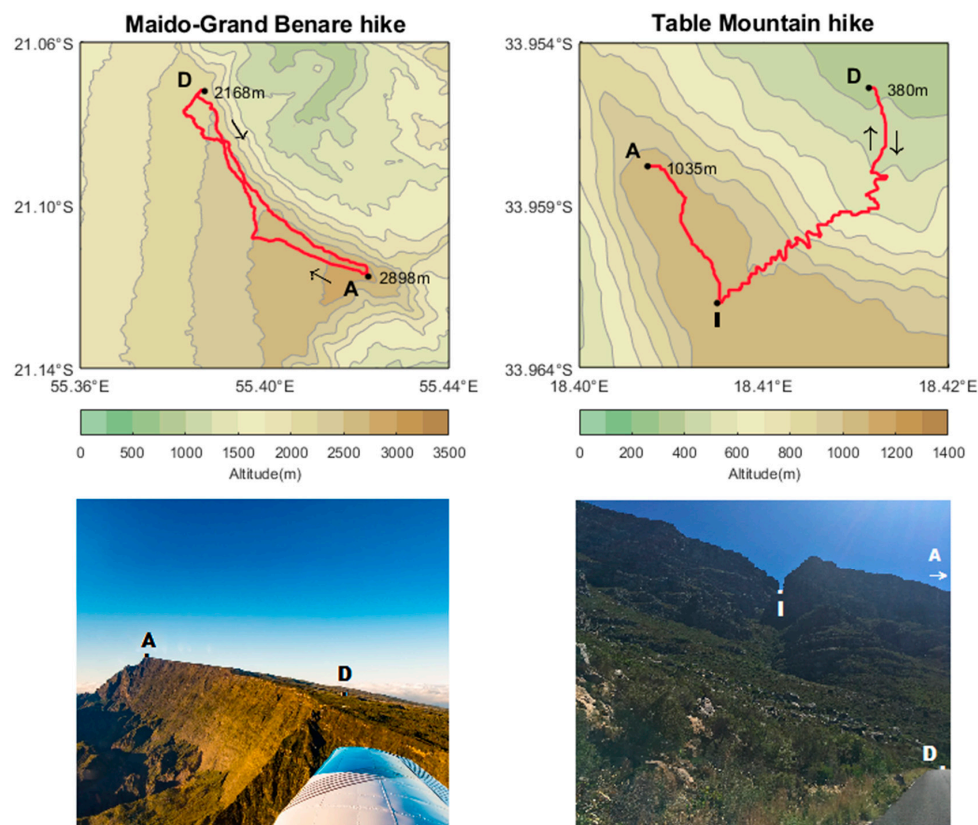 Maido-Grand Benare hike
21.06°S
D
2168m
21.10°S
A
2898m
21.14°S
55.36°E
55.40°E
55.44°E
0
500
1000
1500
2000
2500
3000
3500
Altitude(m)
Table Mountain hike
33.954°S
D
380m
A
1035m
33.959°S
I
33.964°S
18.40°E
18.41°E
18.42°E
0
200
400
600
800
1000
1200
1400
Altitude(m)
A
D
A
I
D